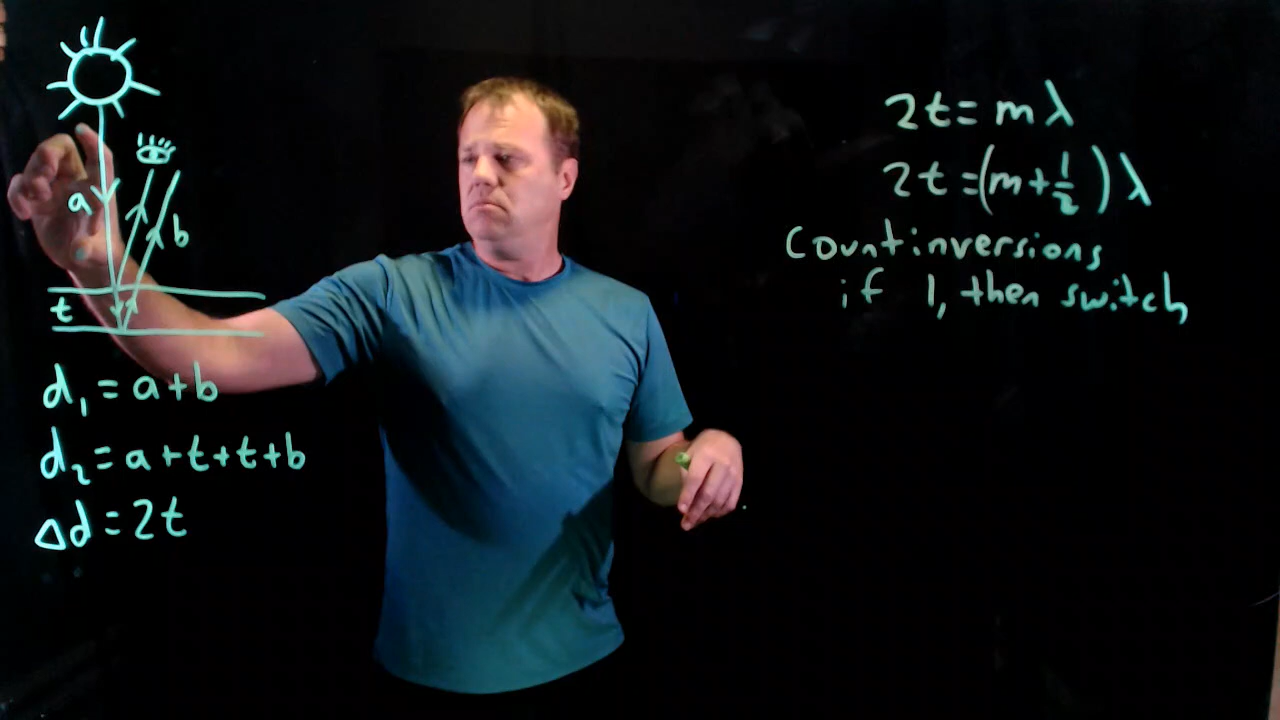 a
b
t
d₁ = a+b
d₂ = a+t+t+b
Δd = 2t
2t = mλ
2t = (m+1/2)λ
Count inversions
if 1, then switch